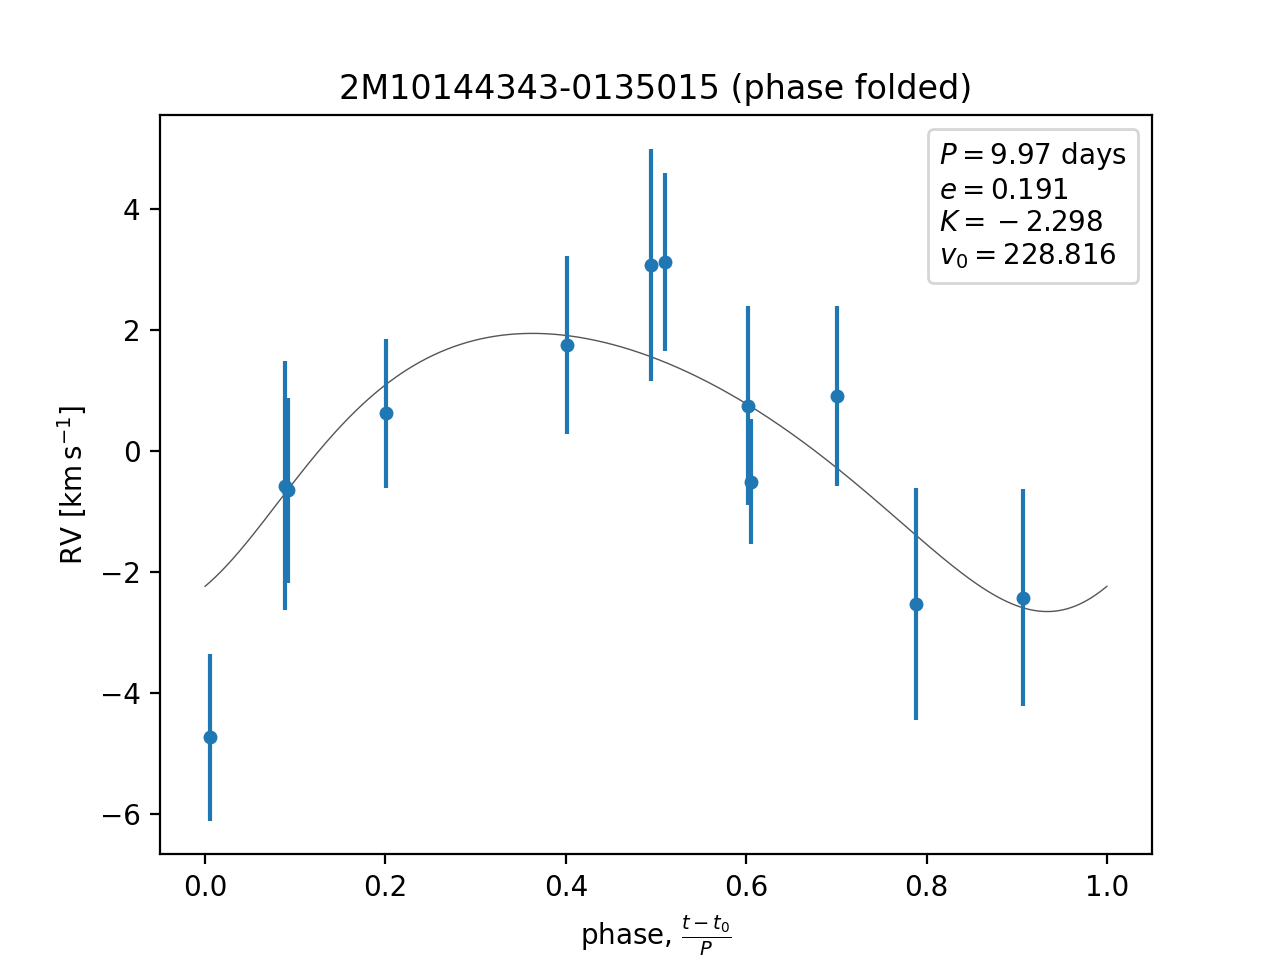 2M10144343-0135015 (phase folded)
P = 9.97 days
e = 0.191
K = −2.298
v₀ = 228.816
RV [km s⁻¹]
4
2
0
−2
−4
−6
0.0 0.2 0.4 0.6 0.8 1.0
phase, (t − t₀)/P